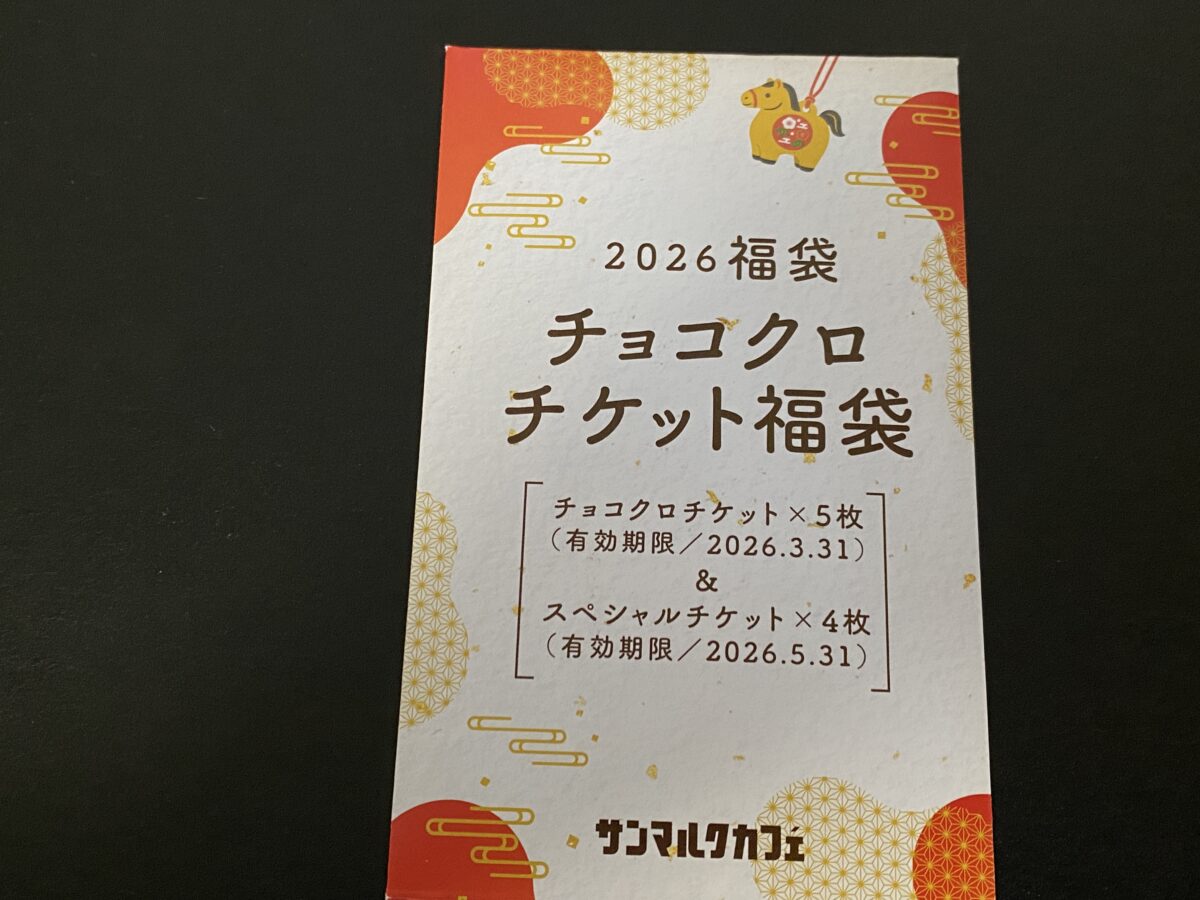 2026福袋
チョコクロ
チケット福袋
チョコクロチケット×5枚
（有効期限／2026.3.31）
&
スペシャルチケット×4枚
（有効期限／2026.5.31）
サンマルクカフェ